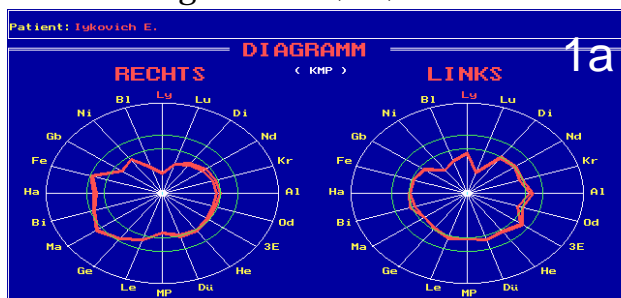 Patient: Iykovich E.
DIAGRAMM
1a
RECHTS
( KMP )
LINKS
Ly
Lu
Di
Nd
Kr
Al
Od
3E
He
Dü
MP
Le
Ge
Ma
Bi
Ha
Fe
Gb
Ni
Bl
Ly
Lu
Di
Nd
Kr
Al
Od
3E
He
Dü
MP
Le
Ge
Ma
Bi
Ha
Fe
Gb
Ni
Bl